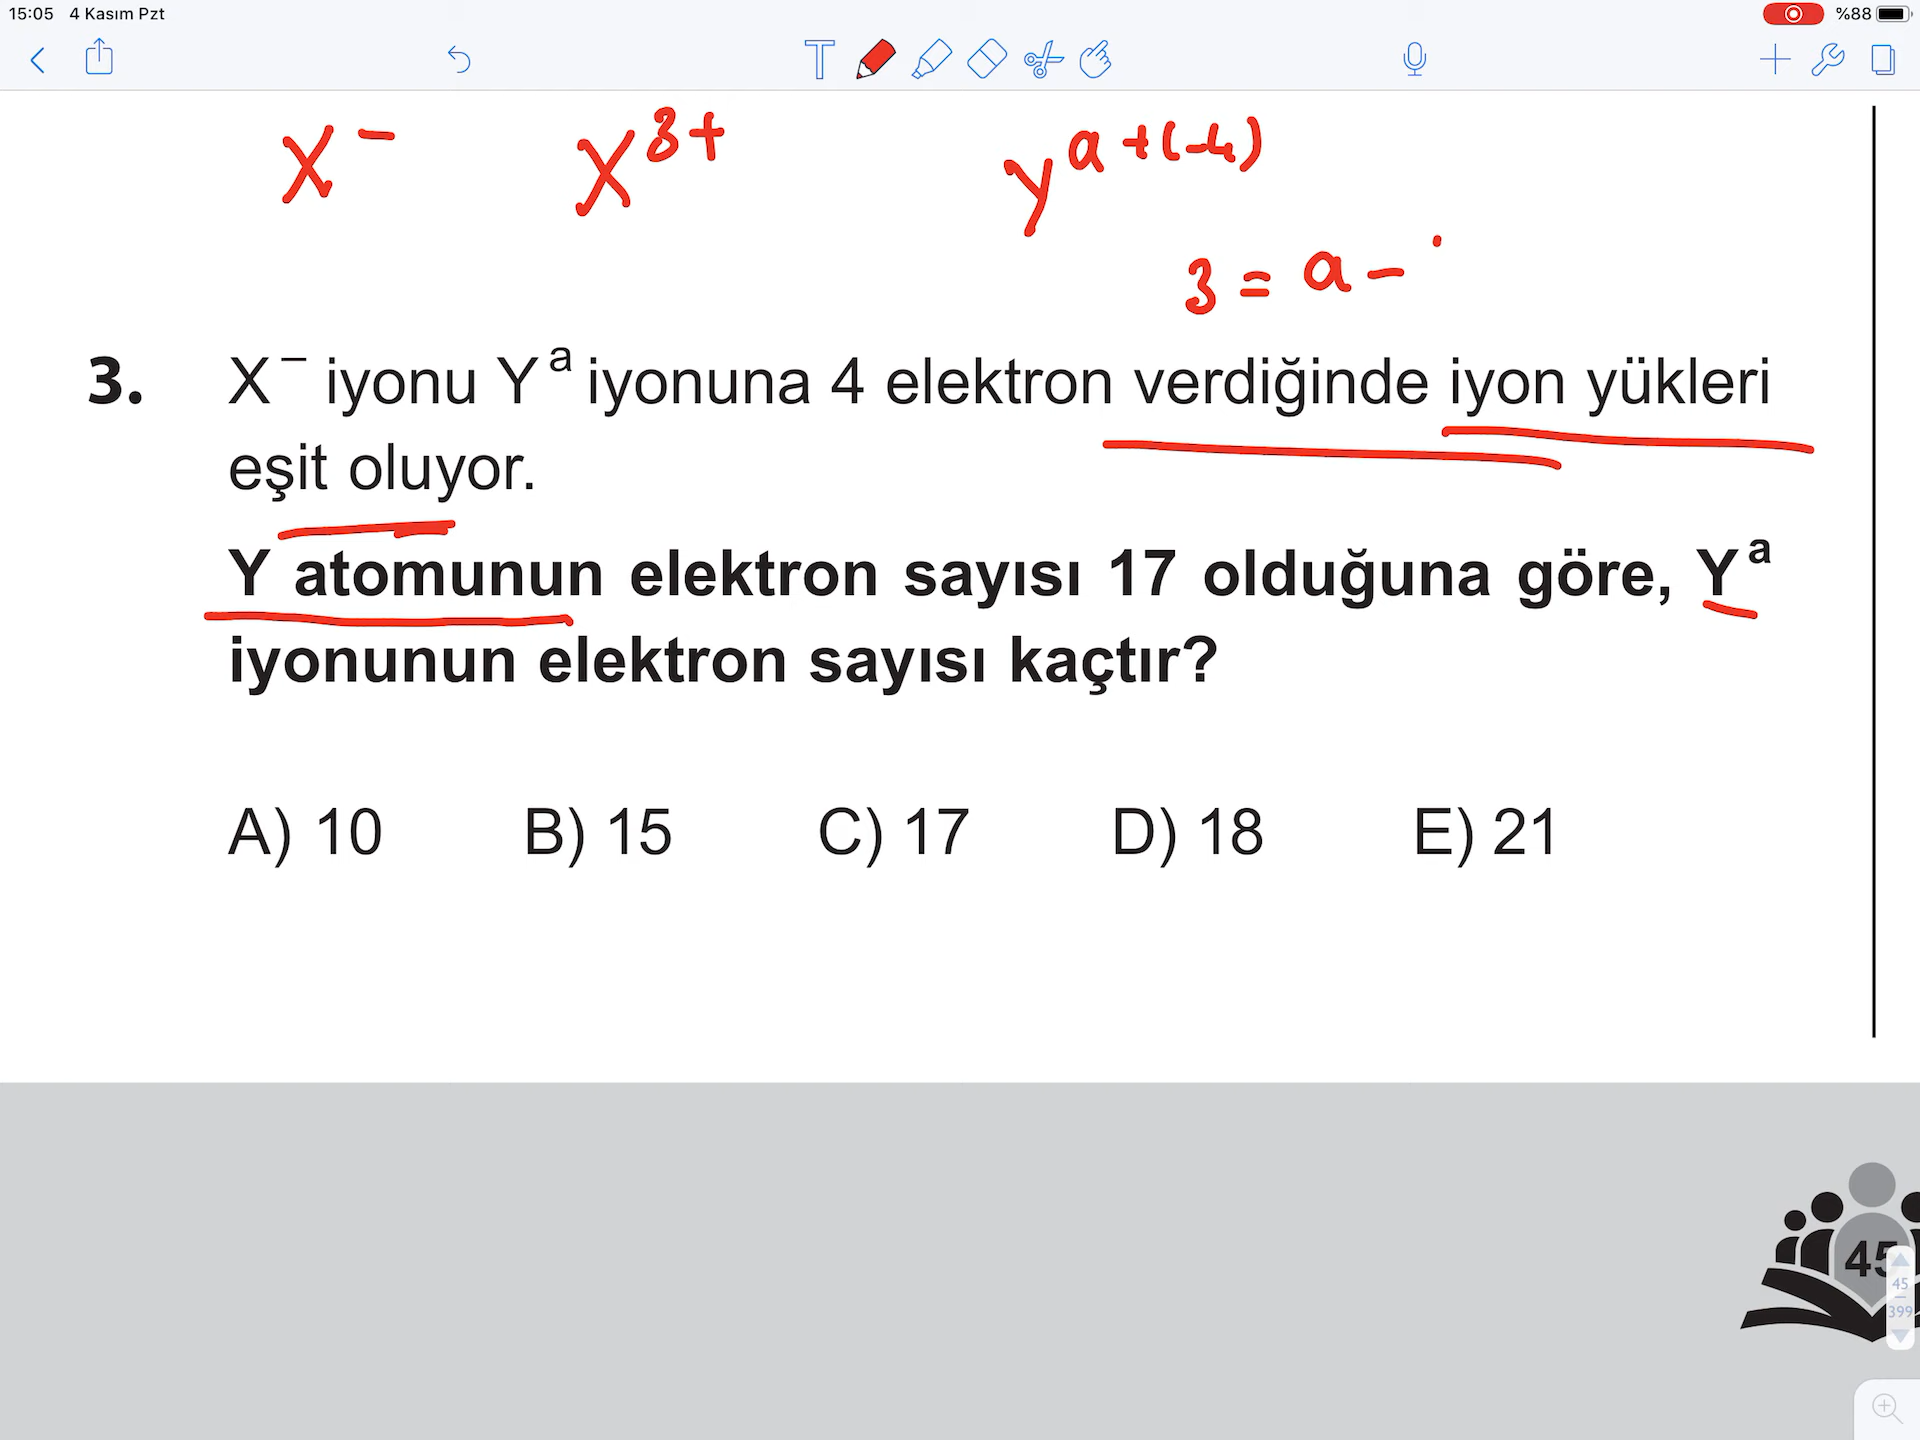 15:05 4 Kasım Pzt %88
X⁻ X³⁺ Yᵃ⁺⁽⁻⁴⁾
3 = a -
3. X⁻ iyonu Yᵃ iyonuna 4 elektron verdiğinde iyon yükleri
eşit oluyor.
Y atomunun elektron sayısı 17 olduğuna göre, Yᵃ
iyonunun elektron sayısı kaçtır?
A) 10 B) 15 C) 17 D) 18 E) 21
45
45
399